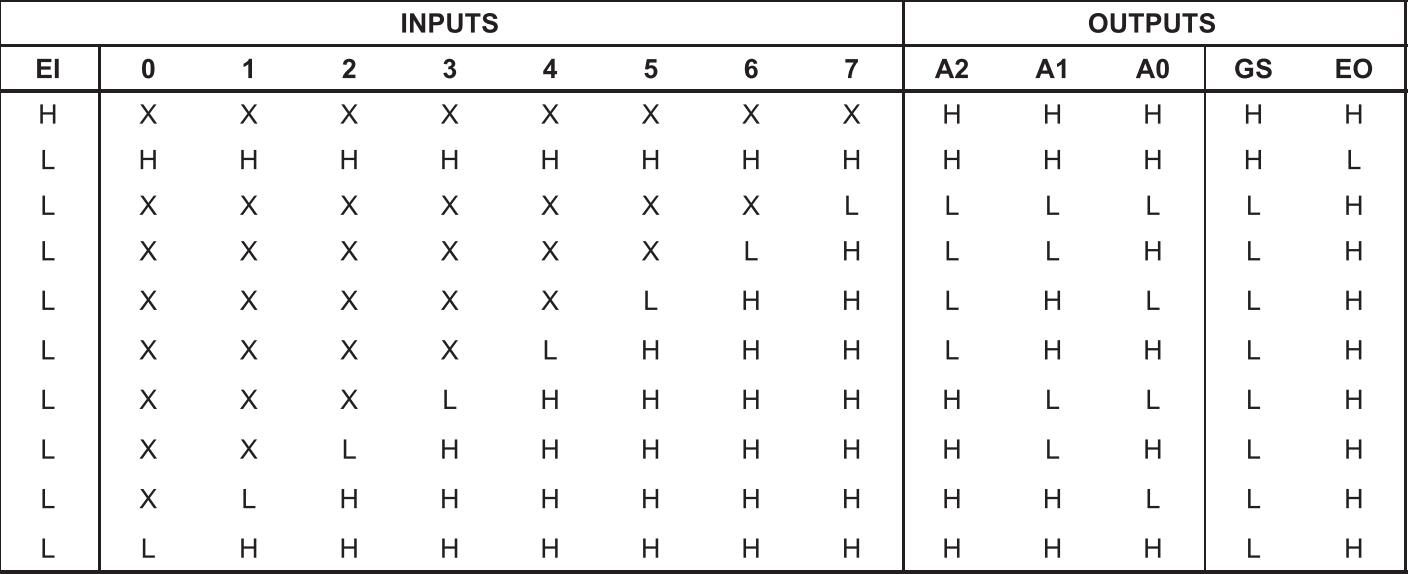 INPUTS OUTPUTS
EI 0 1 2 3 4 5 6 7 A2 A1 A0 GS EO
H X X X X X X X X H H H H H
L H H H H H H H H H H H H L
L X X X X X X X L L L L L H
L X X X X X X L H L L H L H
L X X X X X L H H L H L L H
L X X X X L H H H L H H L H
L X X X L H H H H H L L L H
L X X L H H H H H H L H L H
L X L H H H H H H H H L L H
L L H H H H H H H H H H L H